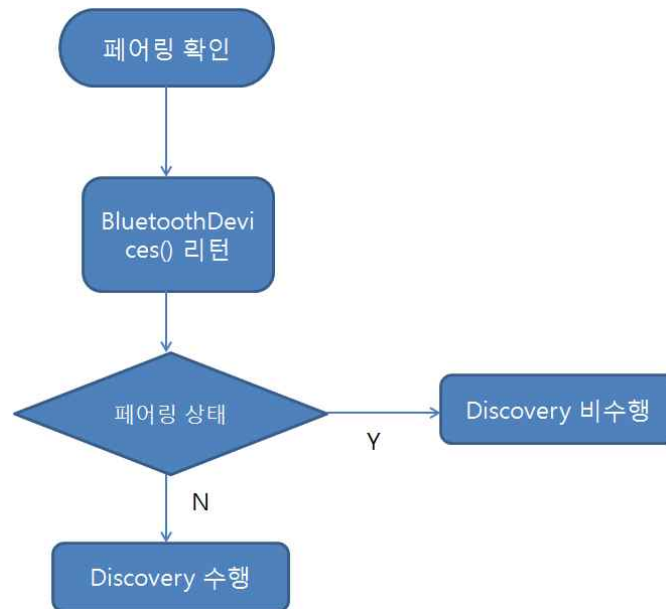 페어링 확인
BluetoothDevi
ces() 리턴
페어링 상태
Discovery 비수행
Y
N
Discovery 수행